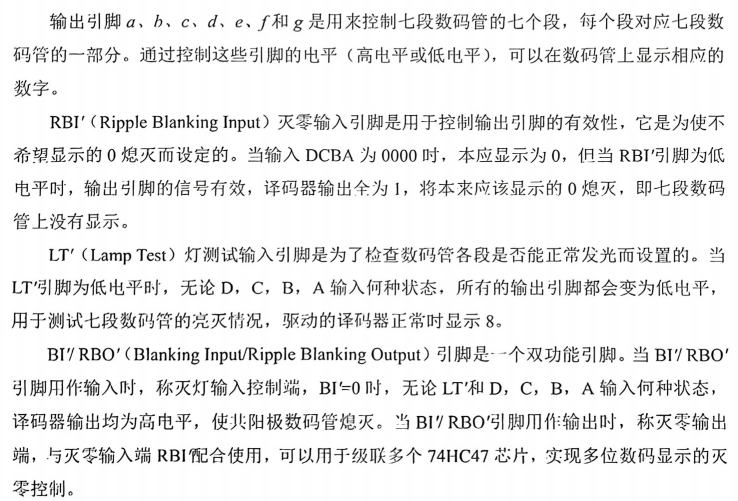 输出引脚 a、b、c、d、e、f 和 g 是用来控制七段数码管的七个段，每个段对应七段数
码管的一部分。通过控制这些引脚的电平（高电平或低电平），可以在数码管上显示相应的
数字。
RBI′（Ripple Blanking Input）灭零输入引脚是用于控制输出引脚的有效性，它是为使不
希望显示的 0 熄灭而设定的。当输入 DCBA 为 0000 时，本应显示为 0，但当 RBI′引脚为低
电平时，输出引脚的信号有效，译码器输出全为 1，将本来应该显示的 0 熄灭，即七段数码
管上没有显示。
LT′（Lamp Test）灯测试输入引脚是为了检查数码管各段是否能正常发光而设置的。当
LT′引脚为低电平时，无论 D，C，B，A 输入何种状态，所有的输出引脚都会变为低电平，
用于测试七段数码管的亮灭情况，驱动的译码器正常时显示 8。
BI′/ RBO′（Blanking Input/Ripple Blanking Output）引脚是一个双功能引脚。当 BI′/ RBO′
引脚用作输入时，称灭灯输入控制端，BI′=0 时，无论 LT′和 D，C，B，A 输入何种状态，
译码器输出均为高电平，使共阳极数码管熄灭。当 BI′/ RBO′引脚用作输出时，称灭零输出
端，与灭零输入端 RBI′配合使用，可以用于级联多个 74HC47 芯片，实现多位数码显示的灭
零控制。